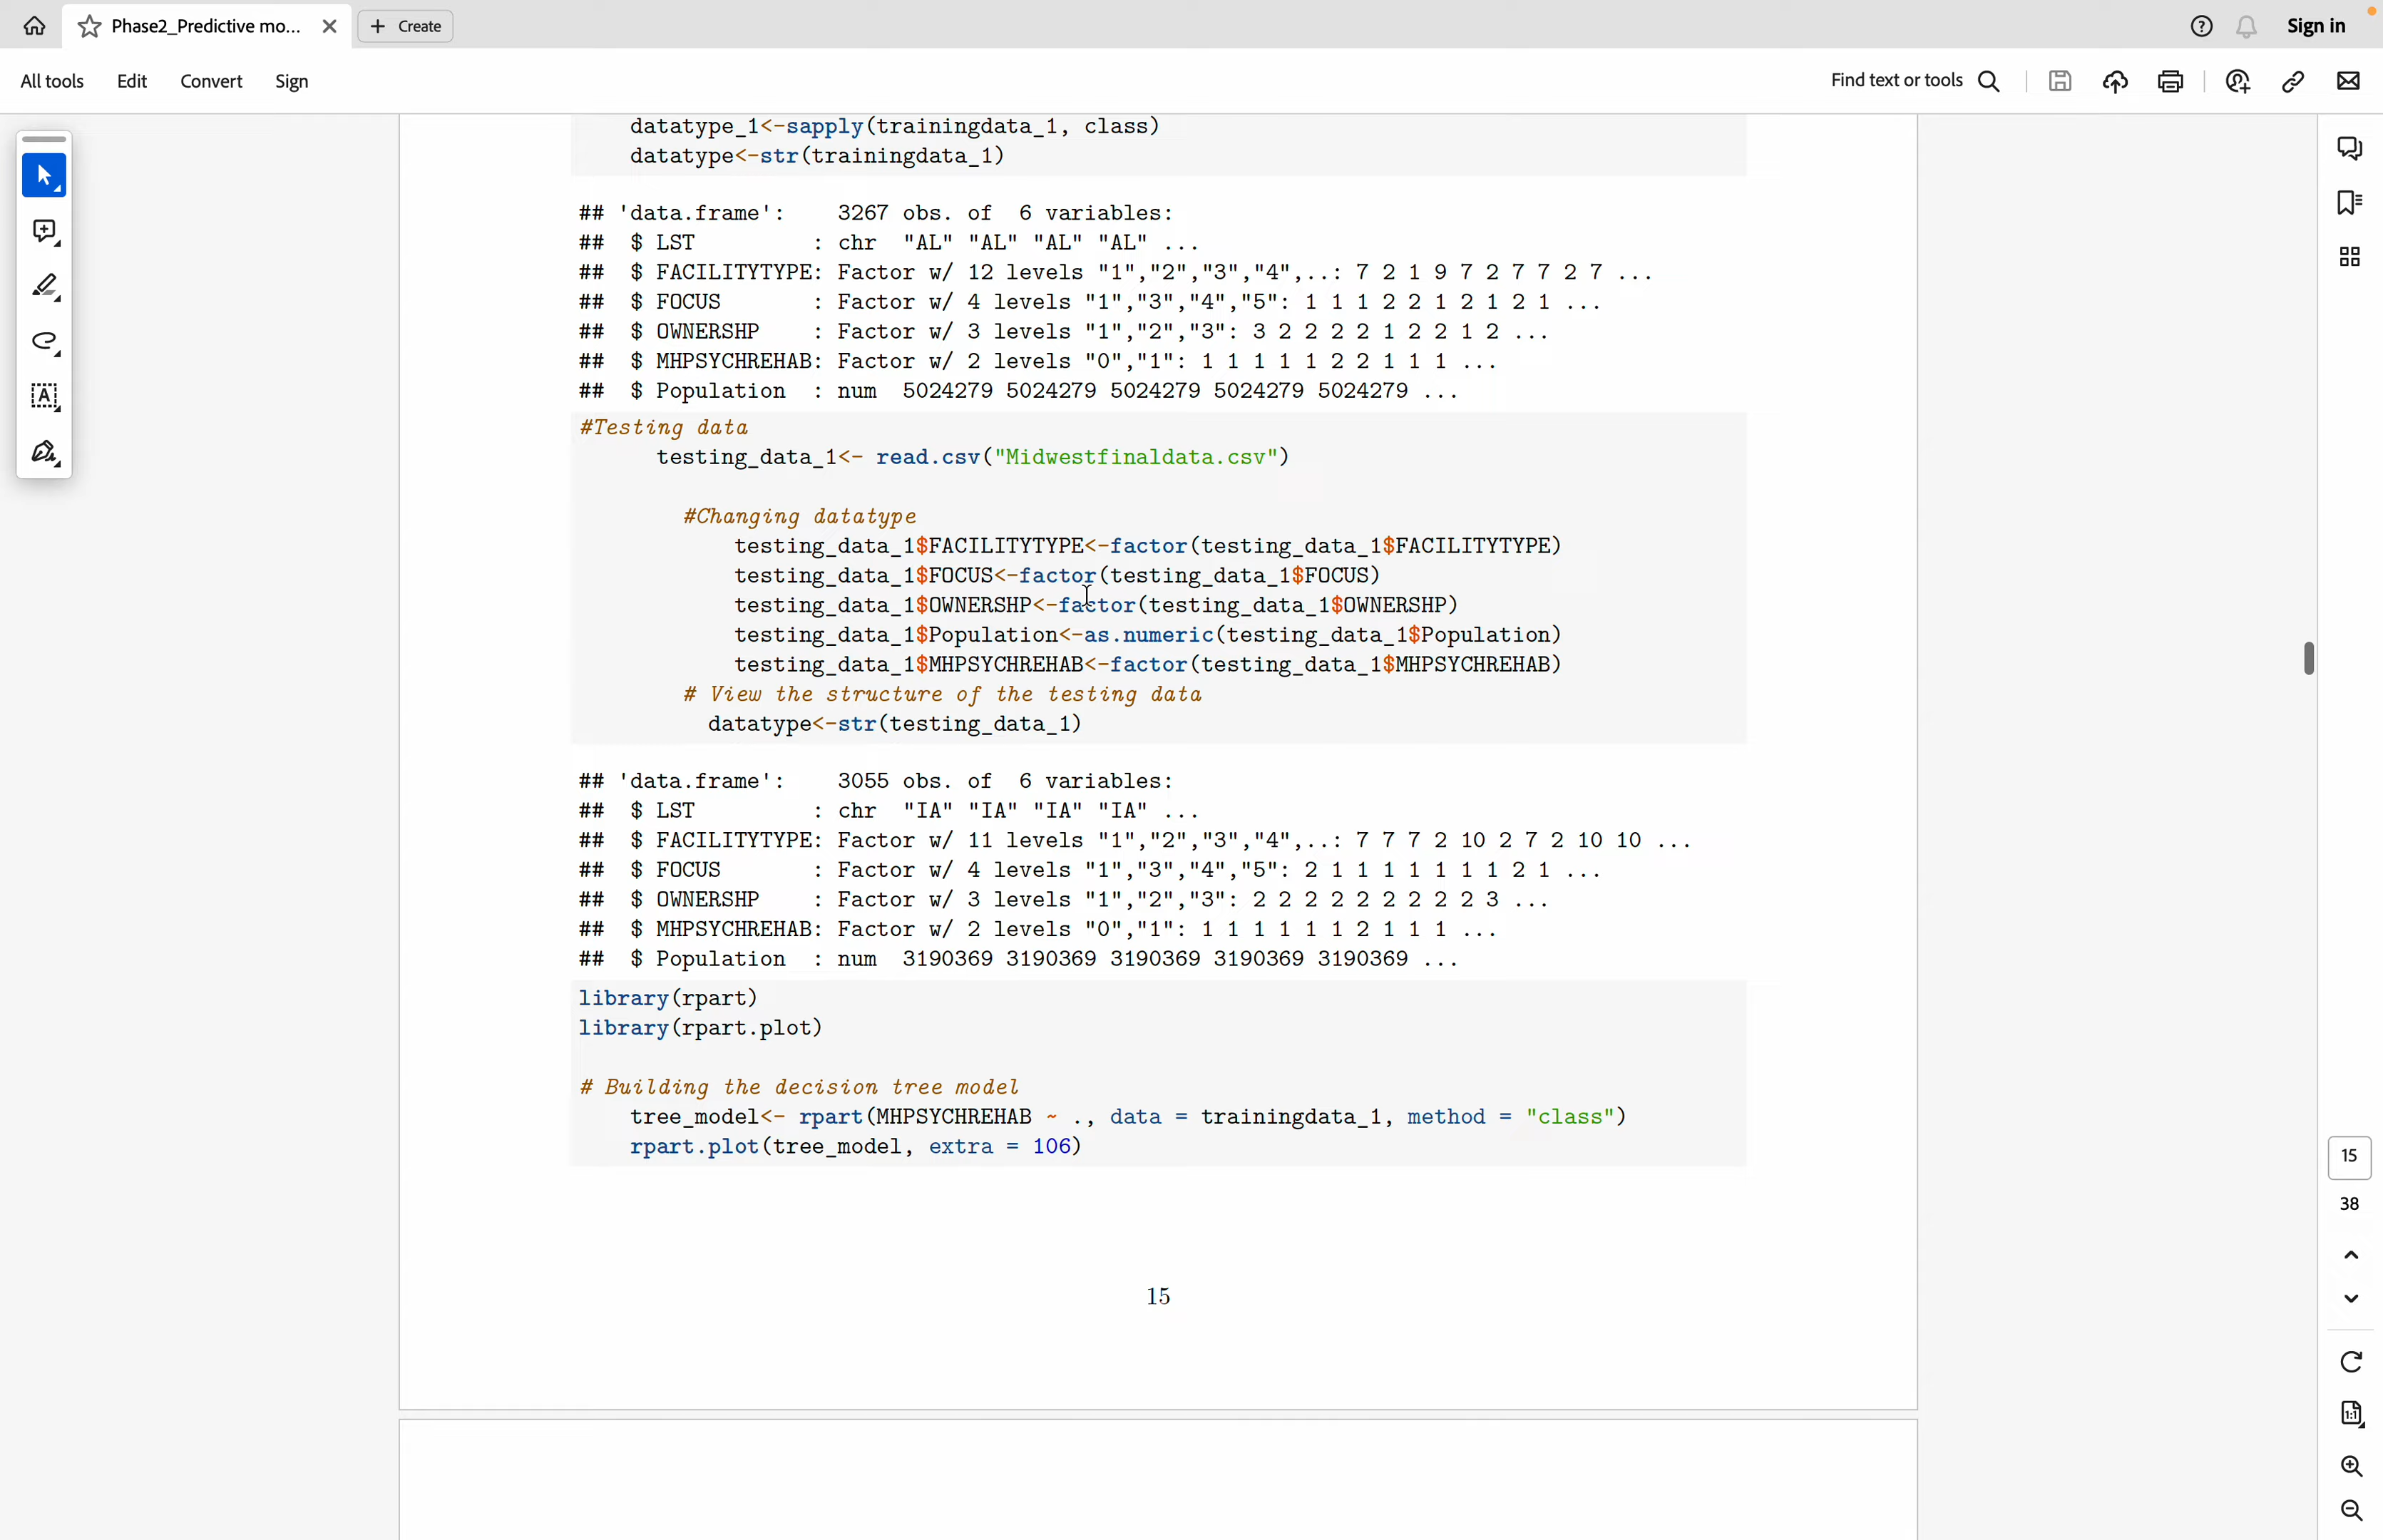 Phase2_Predictive mo...
Create
Sign in
All tools
Edit
Convert
Sign
Find text or tools
datatype_1<-sapply(trainingdata_1, class)
datatype<-str(trainingdata_1)
## 'data.frame':    3267 obs. of  6 variables:
##  $ LST         : chr  "AL" "AL" "AL" "AL" ...
##  $ FACILITYTYPE: Factor w/ 12 levels "1","2","3","4",..: 7 2 1 9 7 2 7 7 2 7 ...
##  $ FOCUS       : Factor w/ 4 levels "1","3","4","5": 1 1 1 2 2 1 2 1 2 1 ...
##  $ OWNERSHP    : Factor w/ 3 levels "1","2","3": 3 2 2 2 2 1 2 2 1 2 ...
##  $ MHPSYCHREHAB: Factor w/ 2 levels "0","1": 1 1 1 1 1 2 2 1 1 1 ...
##  $ Population  : num  5024279 5024279 5024279 5024279 5024279 ...
#Testing data
testing_data_1<- read.csv("Midwestfinaldata.csv")
#Changing datatype
testing_data_1$FACILITYTYPE<-factor(testing_data_1$FACILITYTYPE)
testing_data_1$FOCUS<-factor(testing_data_1$FOCUS)
testing_data_1$OWNERSHP<-factor(testing_data_1$OWNERSHP)
testing_data_1$Population<-as.numeric(testing_data_1$Population)
testing_data_1$MHPSYCHREHAB<-factor(testing_data_1$MHPSYCHREHAB)
# View the structure of the testing data
datatype<-str(testing_data_1)
## 'data.frame':    3055 obs. of  6 variables:
##  $ LST         : chr  "IA" "IA" "IA" "IA" ...
##  $ FACILITYTYPE: Factor w/ 11 levels "1","2","3","4",..: 7 7 7 2 10 2 7 2 10 10 ...
##  $ FOCUS       : Factor w/ 4 levels "1","3","4","5": 2 1 1 1 1 1 1 1 2 1 ...
##  $ OWNERSHP    : Factor w/ 3 levels "1","2","3": 2 2 2 2 2 2 2 2 2 3 ...
##  $ MHPSYCHREHAB: Factor w/ 2 levels "0","1": 1 1 1 1 1 1 2 1 1 1 ...
##  $ Population  : num  3190369 3190369 3190369 3190369 3190369 ...
library(rpart)
library(rpart.plot)
# Building the decision tree model
tree_model<- rpart(MHPSYCHREHAB ~ ., data = trainingdata_1, method = "class")
rpart.plot(tree_model, extra = 106)
15
15
38
1:1